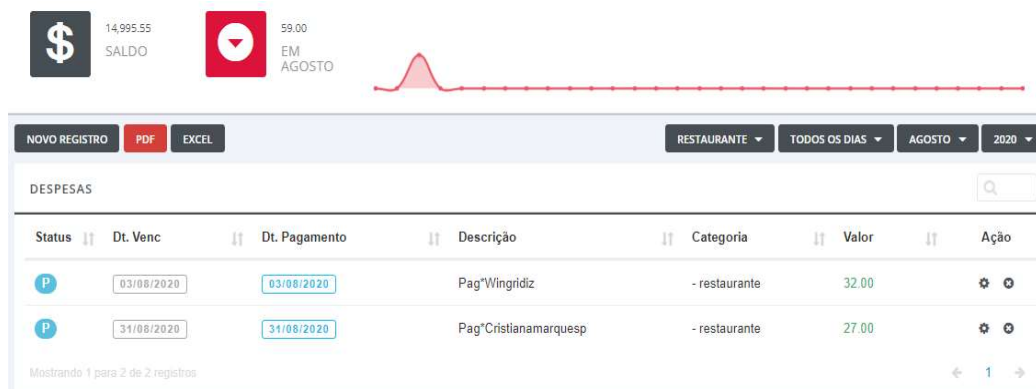 14,995.55
SALDO
59.00
EM
AGOSTO
NOVO REGISTRO PDF EXCEL RESTAURANTE TODOS OS DIAS AGOSTO 2020
DESPESAS
Status Dt. Venc Dt. Pagamento Descrição Categoria Valor Ação
P 03/08/2020 03/08/2020 Pag*Wingridiz - restaurante 32.00
P 31/08/2020 31/08/2020 Pag*Cristianamarquesp - restaurante 27.00
Mostrando 1 para 2 de 2 registros 1